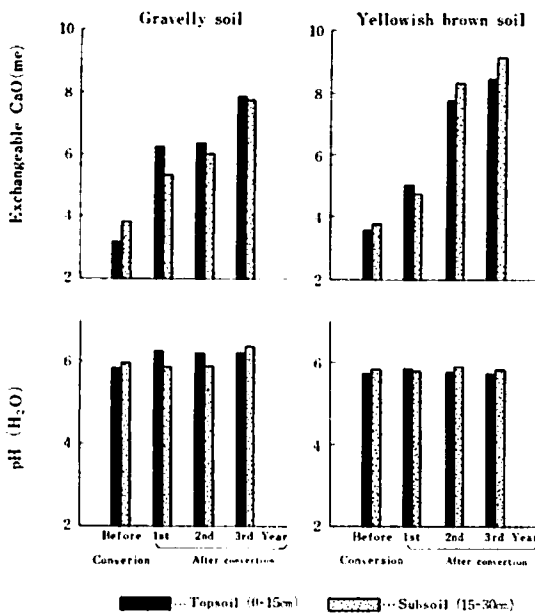 Gravelly soil
Yellowish brown soil
Exchangeable CaO(me)
10
8
6
4
2
10
8
6
4
2
pH (H₂O)
6
4
2
6
4
2
Before 1st 2nd 3rd Year
Conversion After convertion
Before 1st 2nd 3rd Year
Conversion After convertion
··· Topsoil (0-15cm) ··· Subsoil (15-30cm)